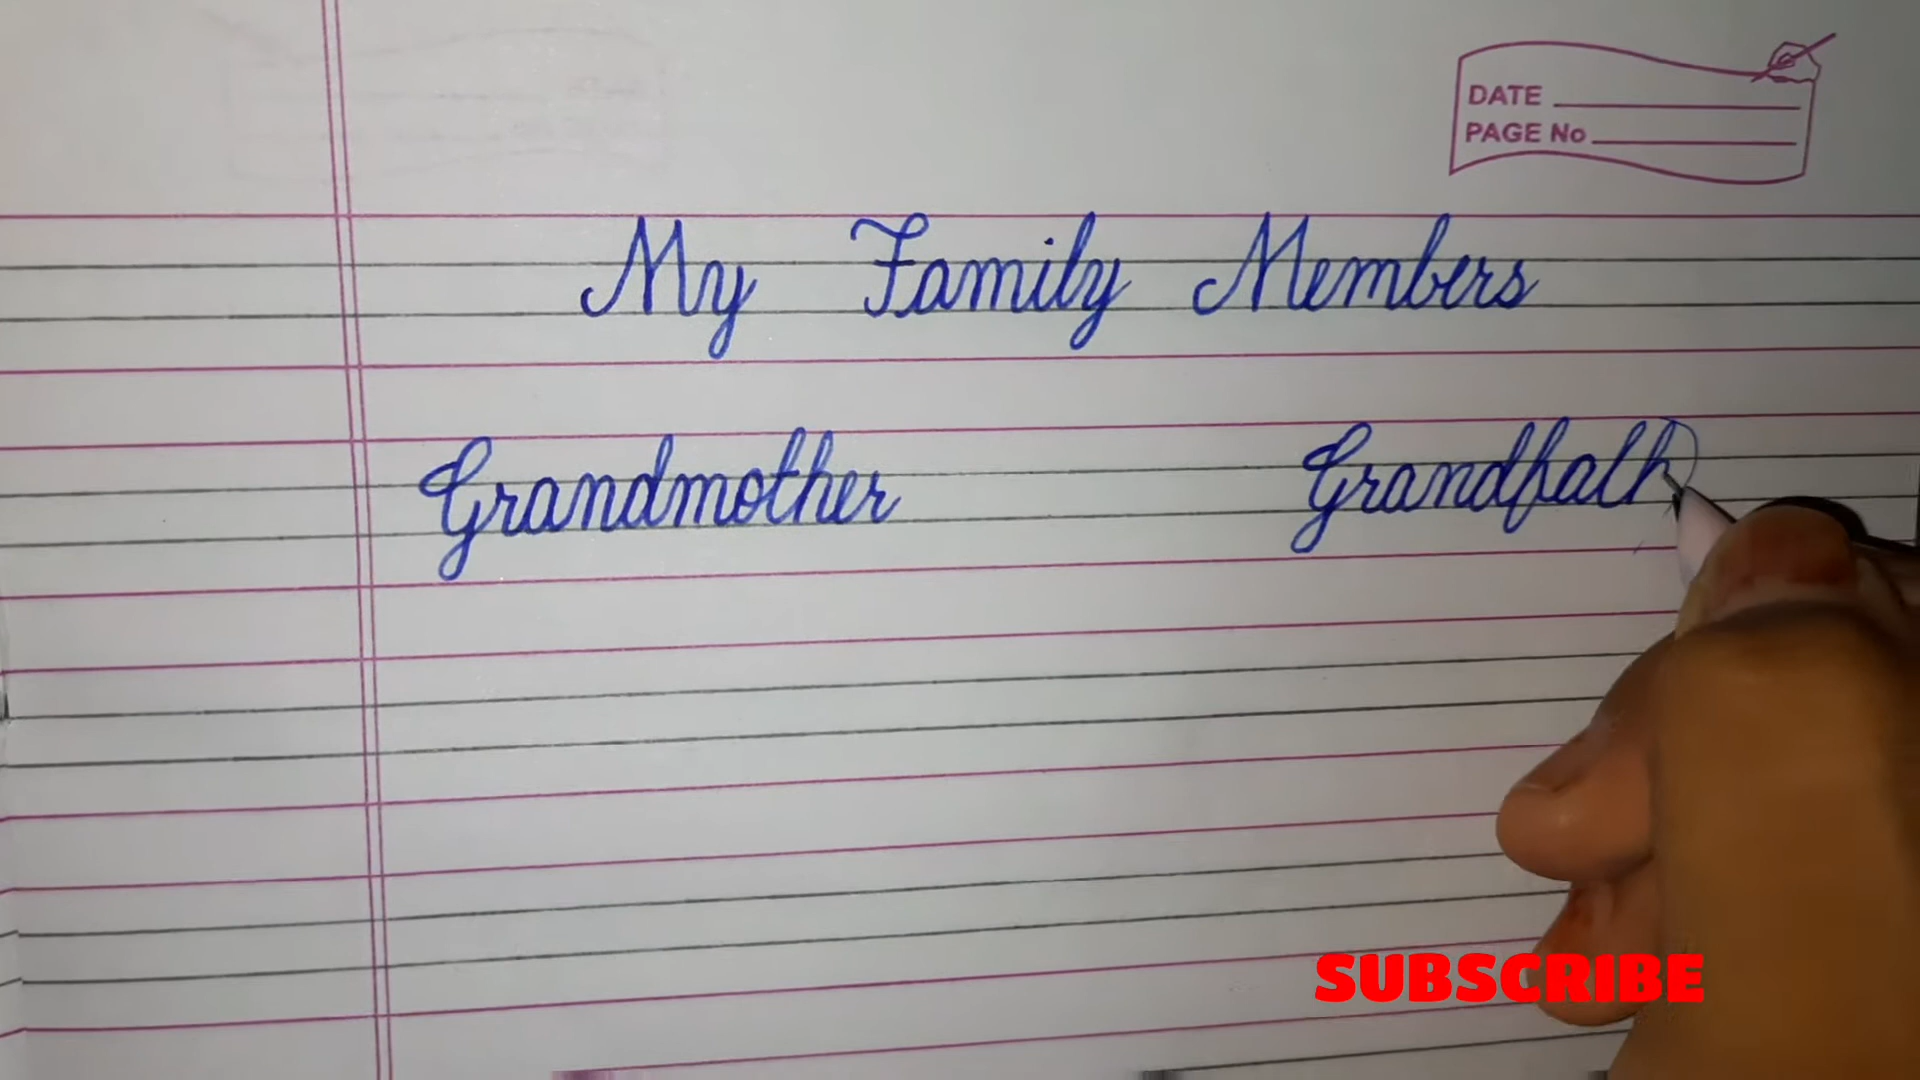 DATE
PAGE No
My Family Members
Grandmother Grandfath
SUBSCRIBE